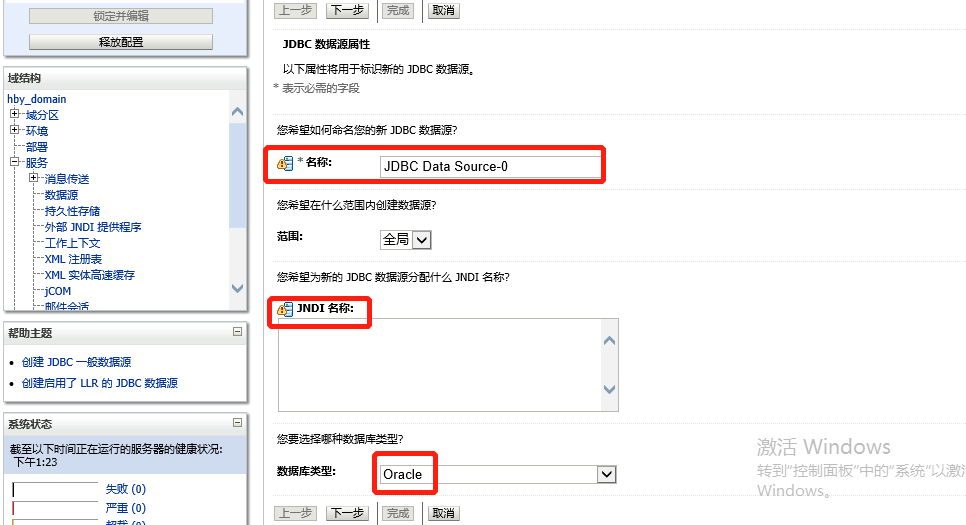 锁定并编辑
释放配置
域结构
hby_domain
域分区
环境
部署
服务
消息传送
数据源
持久性存储
外部 JNDI 提供程序
工作上下文
XML 注册表
XML 实体高速缓存
jCOM
邮件会话
帮助主题
创建 JDBC 一般数据源
创建启用了 LLR 的 JDBC 数据源
系统状态
截至以下时间正在运行的服务器的健康状况:
下午1:23
失败 (0)
严重 (0)
超载 (0)
上一步 下一步 完成 取消
JDBC 数据源属性
以下属性将用于标识新的 JDBC 数据源。
* 表示必需的字段
您希望如何命名您的新 JDBC 数据源?
* 名称: JDBC Data Source-0
您希望在什么范围内创建数据源?
范围: 全局
您希望为新的 JDBC 数据源分配什么 JNDI 名称?
JNDI 名称:
您要选择哪种数据库类型?
数据库类型: Oracle
上一步 下一步 完成 取消
激活 Windows
转到"控制面板"中的"系统"以激活
Windows。